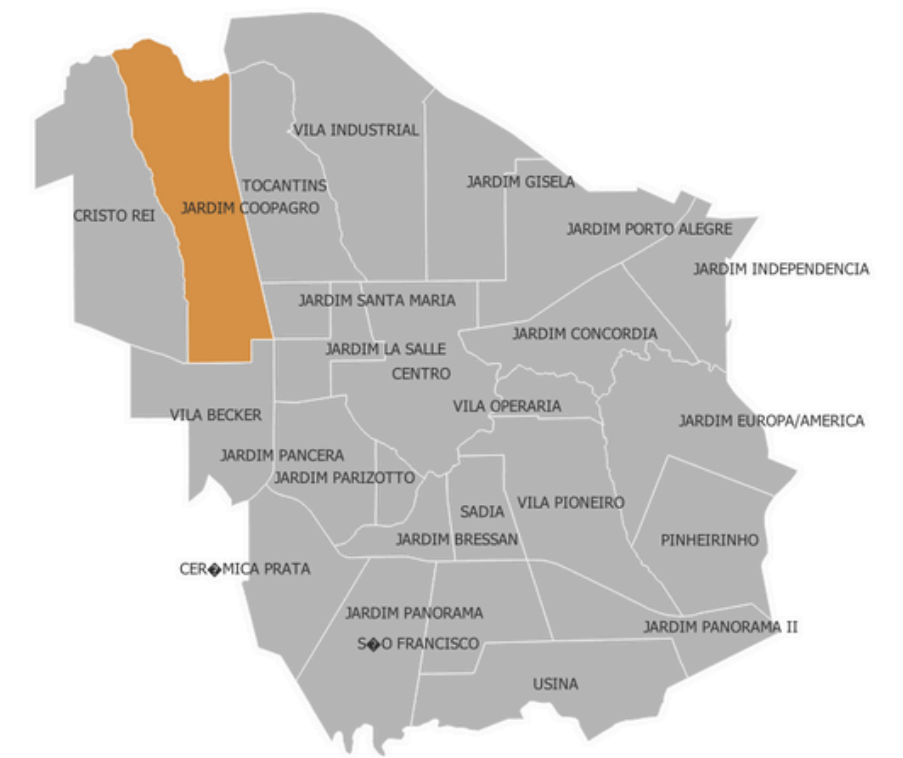 VILA INDUSTRIAL
JARDIM GISELA
TOCANTINS
JARDIM COOPAGRO
CRISTO REI
JARDIM PORTO ALEGRE
JARDIM INDEPENDENCIA
JARDIM SANTA MARIA
JARDIM CONCORDIA
JARDIM LA SALLE
CENTRO
VILA OPERARIA
VILA BECKER
JARDIM EUROPA/AMERICA
JARDIM PANCERA
JARDIM PARIZOTTO
VILA PIONEIRO
SADIA
JARDIM BRESSAN
PINHEIRINHO
CER�MICA PRATA
JARDIM PANORAMA
JARDIM PANORAMA II
S�O FRANCISCO
USINA